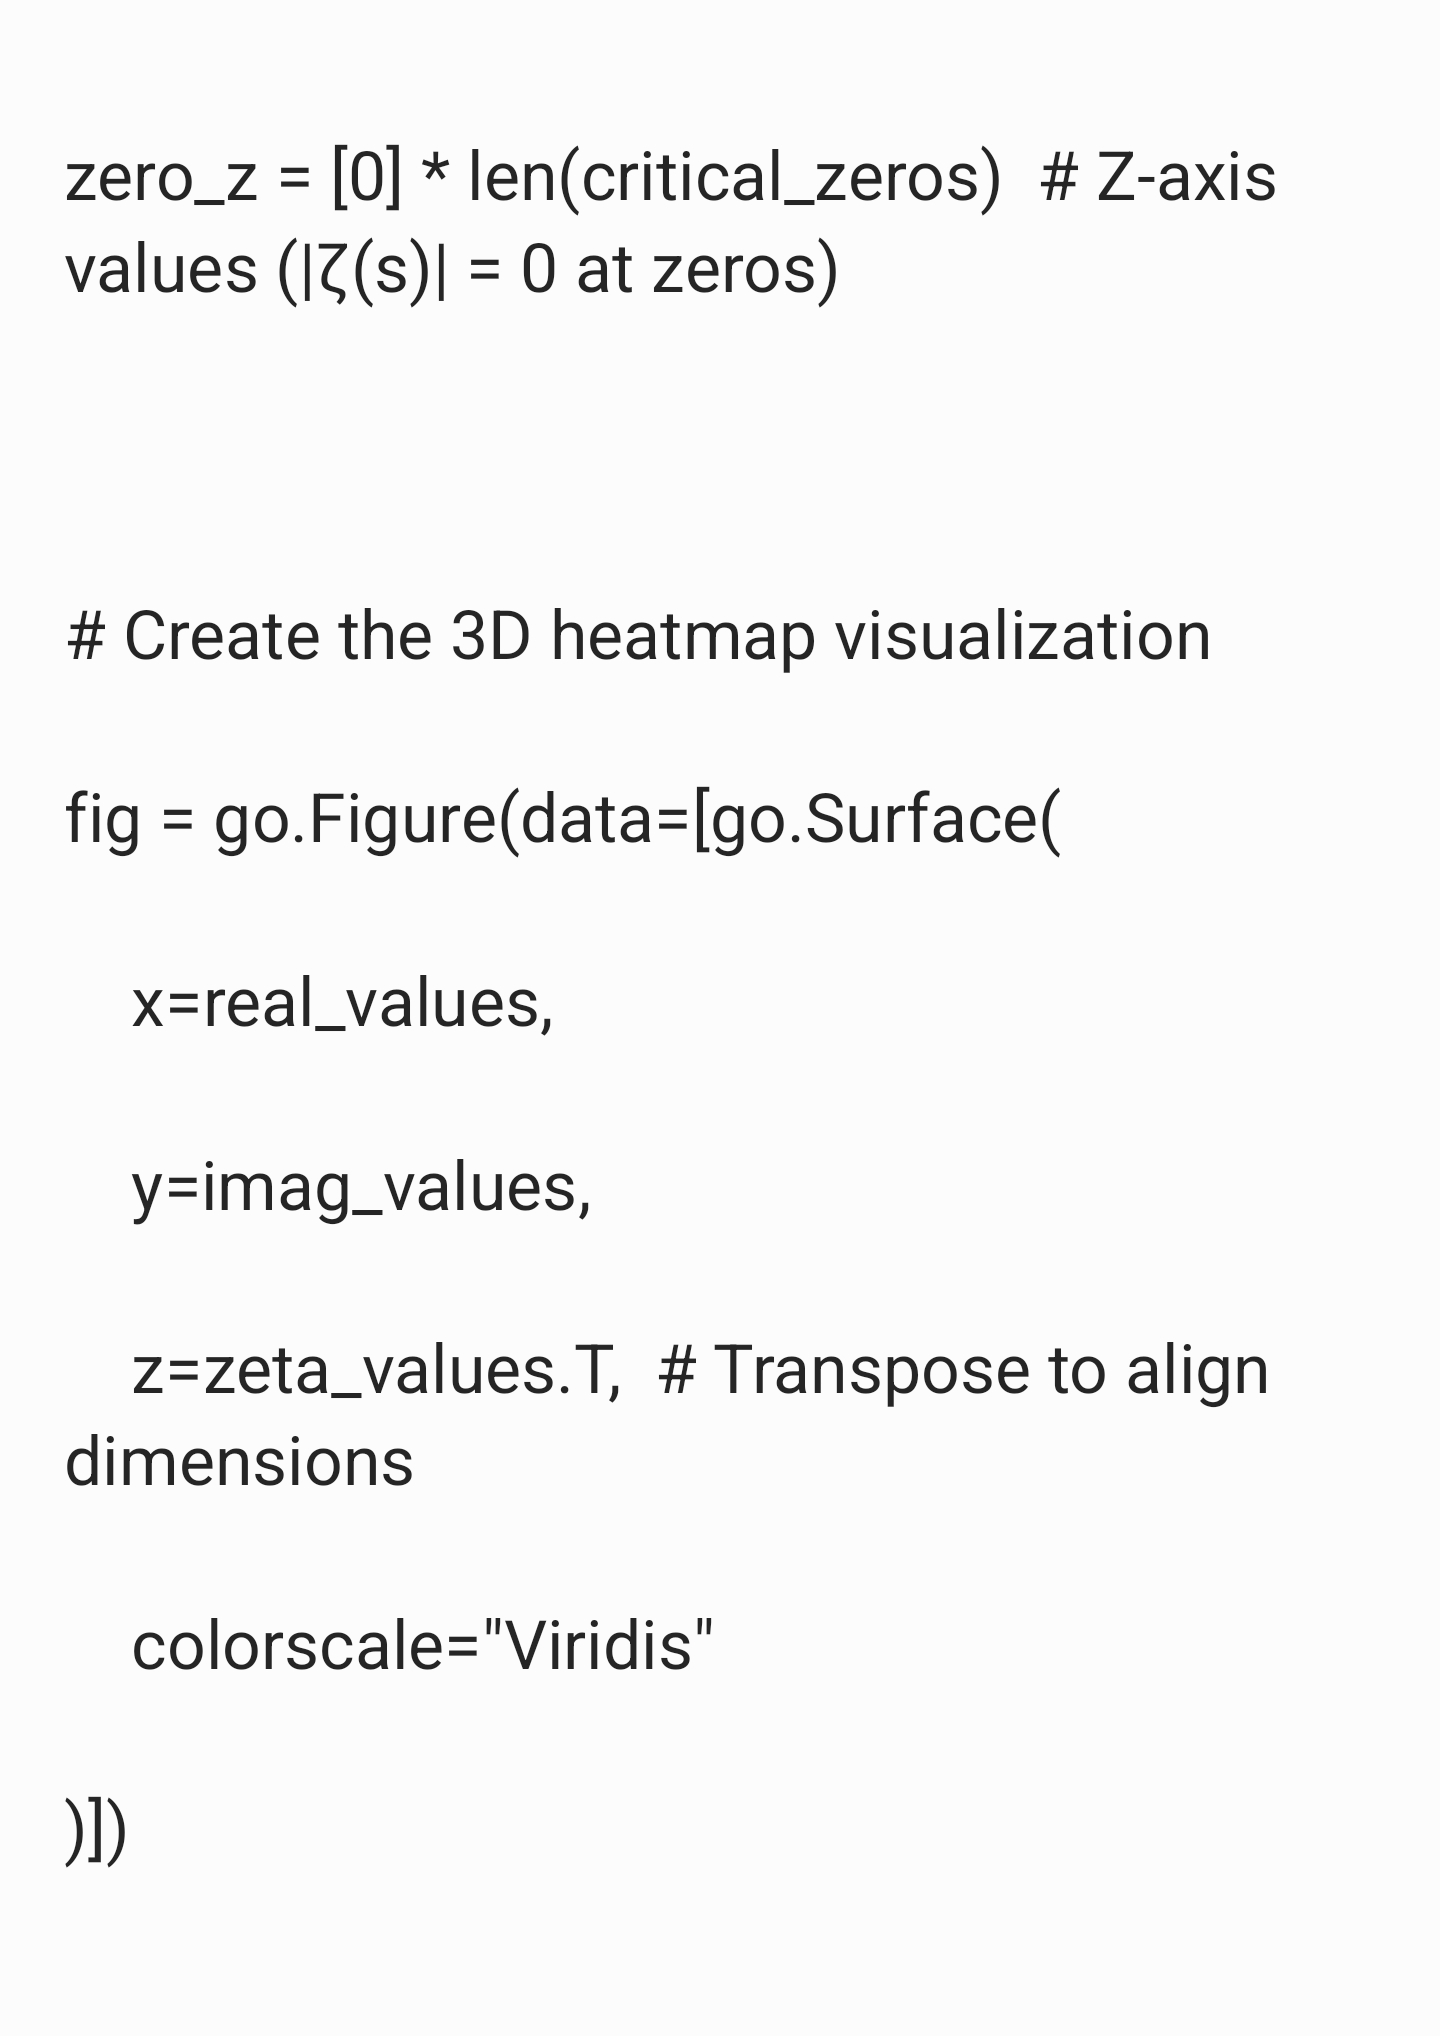 zero_z = [0] * len(critical_zeros)  # Z-axis
values (|ζ(s)| = 0 at zeros)
# Create the 3D heatmap visualization
fig = go.Figure(data=[go.Surface(
    x=real_values,
    y=imag_values,
    z=zeta_values.T,  # Transpose to align
dimensions
    colorscale="Viridis"
)])